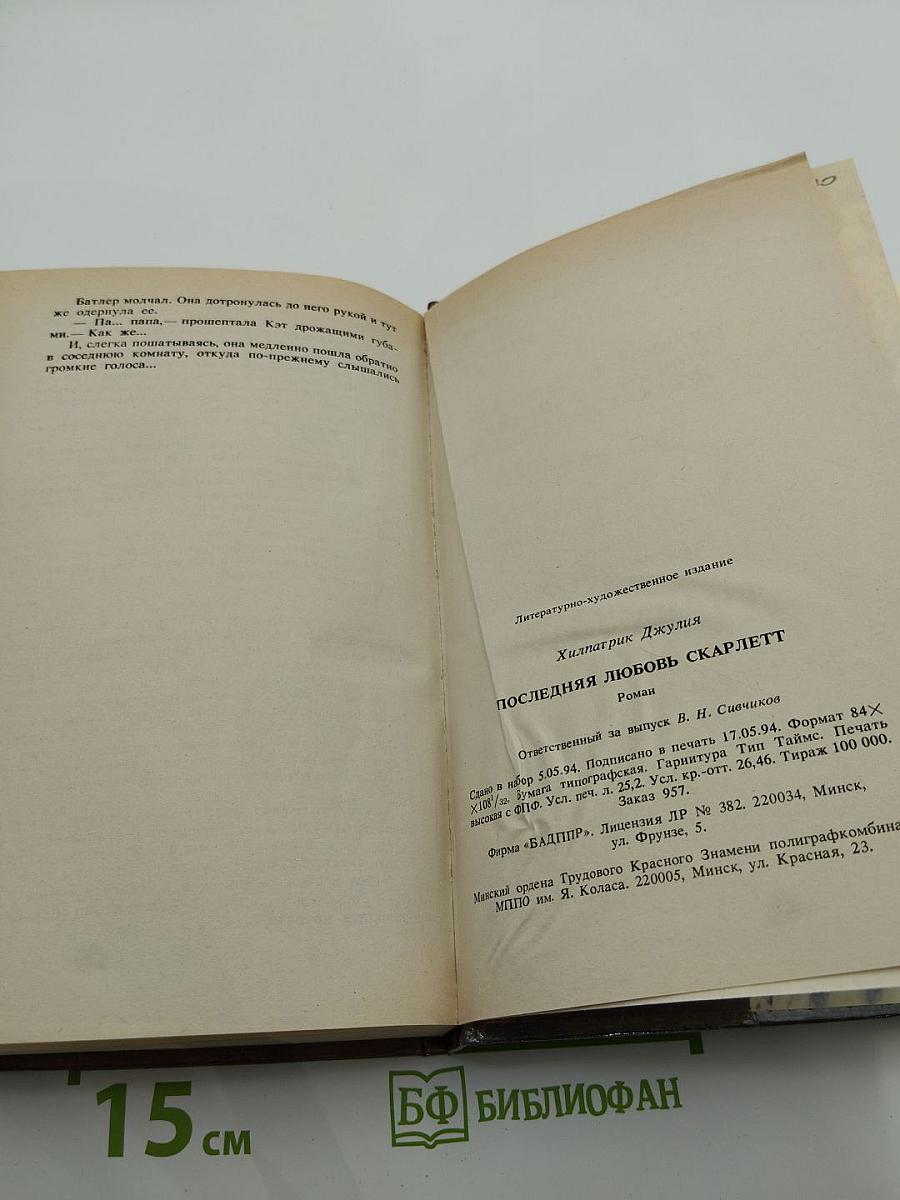 Батлер молчал. Она дотронулась до него рукой и тут
же одернула ее.
— Па... папа,— прошептала Кэт дрожащими губа-
ми.— Как же...
И, слегка пошатываясь, она медленно пошла обратно
в соседнюю комнату, откуда по-прежнему слышались
громкие голоса...
Литературно-художественное издание
Хилпатрик Джулия
ПОСЛЕДНЯЯ ЛЮБОВЬ СКАРЛЕТТ
Роман
Ответственный за выпуск В. Н. Сивчиков
Сдано в набор 5.05.94. Подписано в печать 17.05.94. Формат 84×
×108¹/₃₂. Бумага типографская. Гарнитура Тип Таймс. Печать
высокая с ФПФ. Усл. печ. л. 25,2. Усл. кр.-отт. 26,46. Тираж 100 000.
Заказ 957.
Фирма «БАДППР». Лицензия ЛР № 382. 220034, Минск,
ул. Фрунзе, 5.
Минский ордена Трудового Красного Знамени полиграфкомбина
МППО им. Я. Коласа. 220005, Минск, ул. Красная, 23.
15 см
БФ БИБЛИОФАН